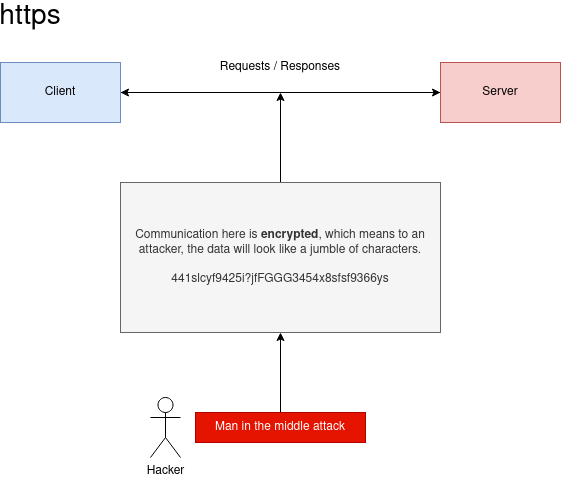 https
Requests / Responses
Client
Server
Communication here is encrypted, which means to an
attacker, the data will look like a jumble of characters.
441slcyf9425i?jfFGGG3454x8sfsf9366ys
Man in the middle attack
Hacker